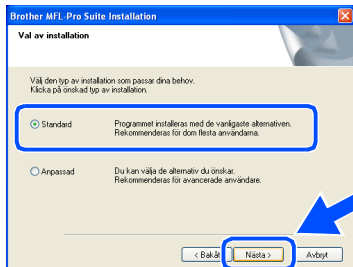 Brother MFL-Pro Suite Installation
Val av installation
Välj den typ av installation som passar dina behov.
Klicka på önskad typ av installation.
Standard
Programmet installeras med de vanligaste alternativen.
Rekommenderas för dom flesta användarna.
Anpassad
Du kan välja de alternativ du önskar.
Rekommenderas för avancerade användare.
< Bakåt
Nästa >
Avbryt